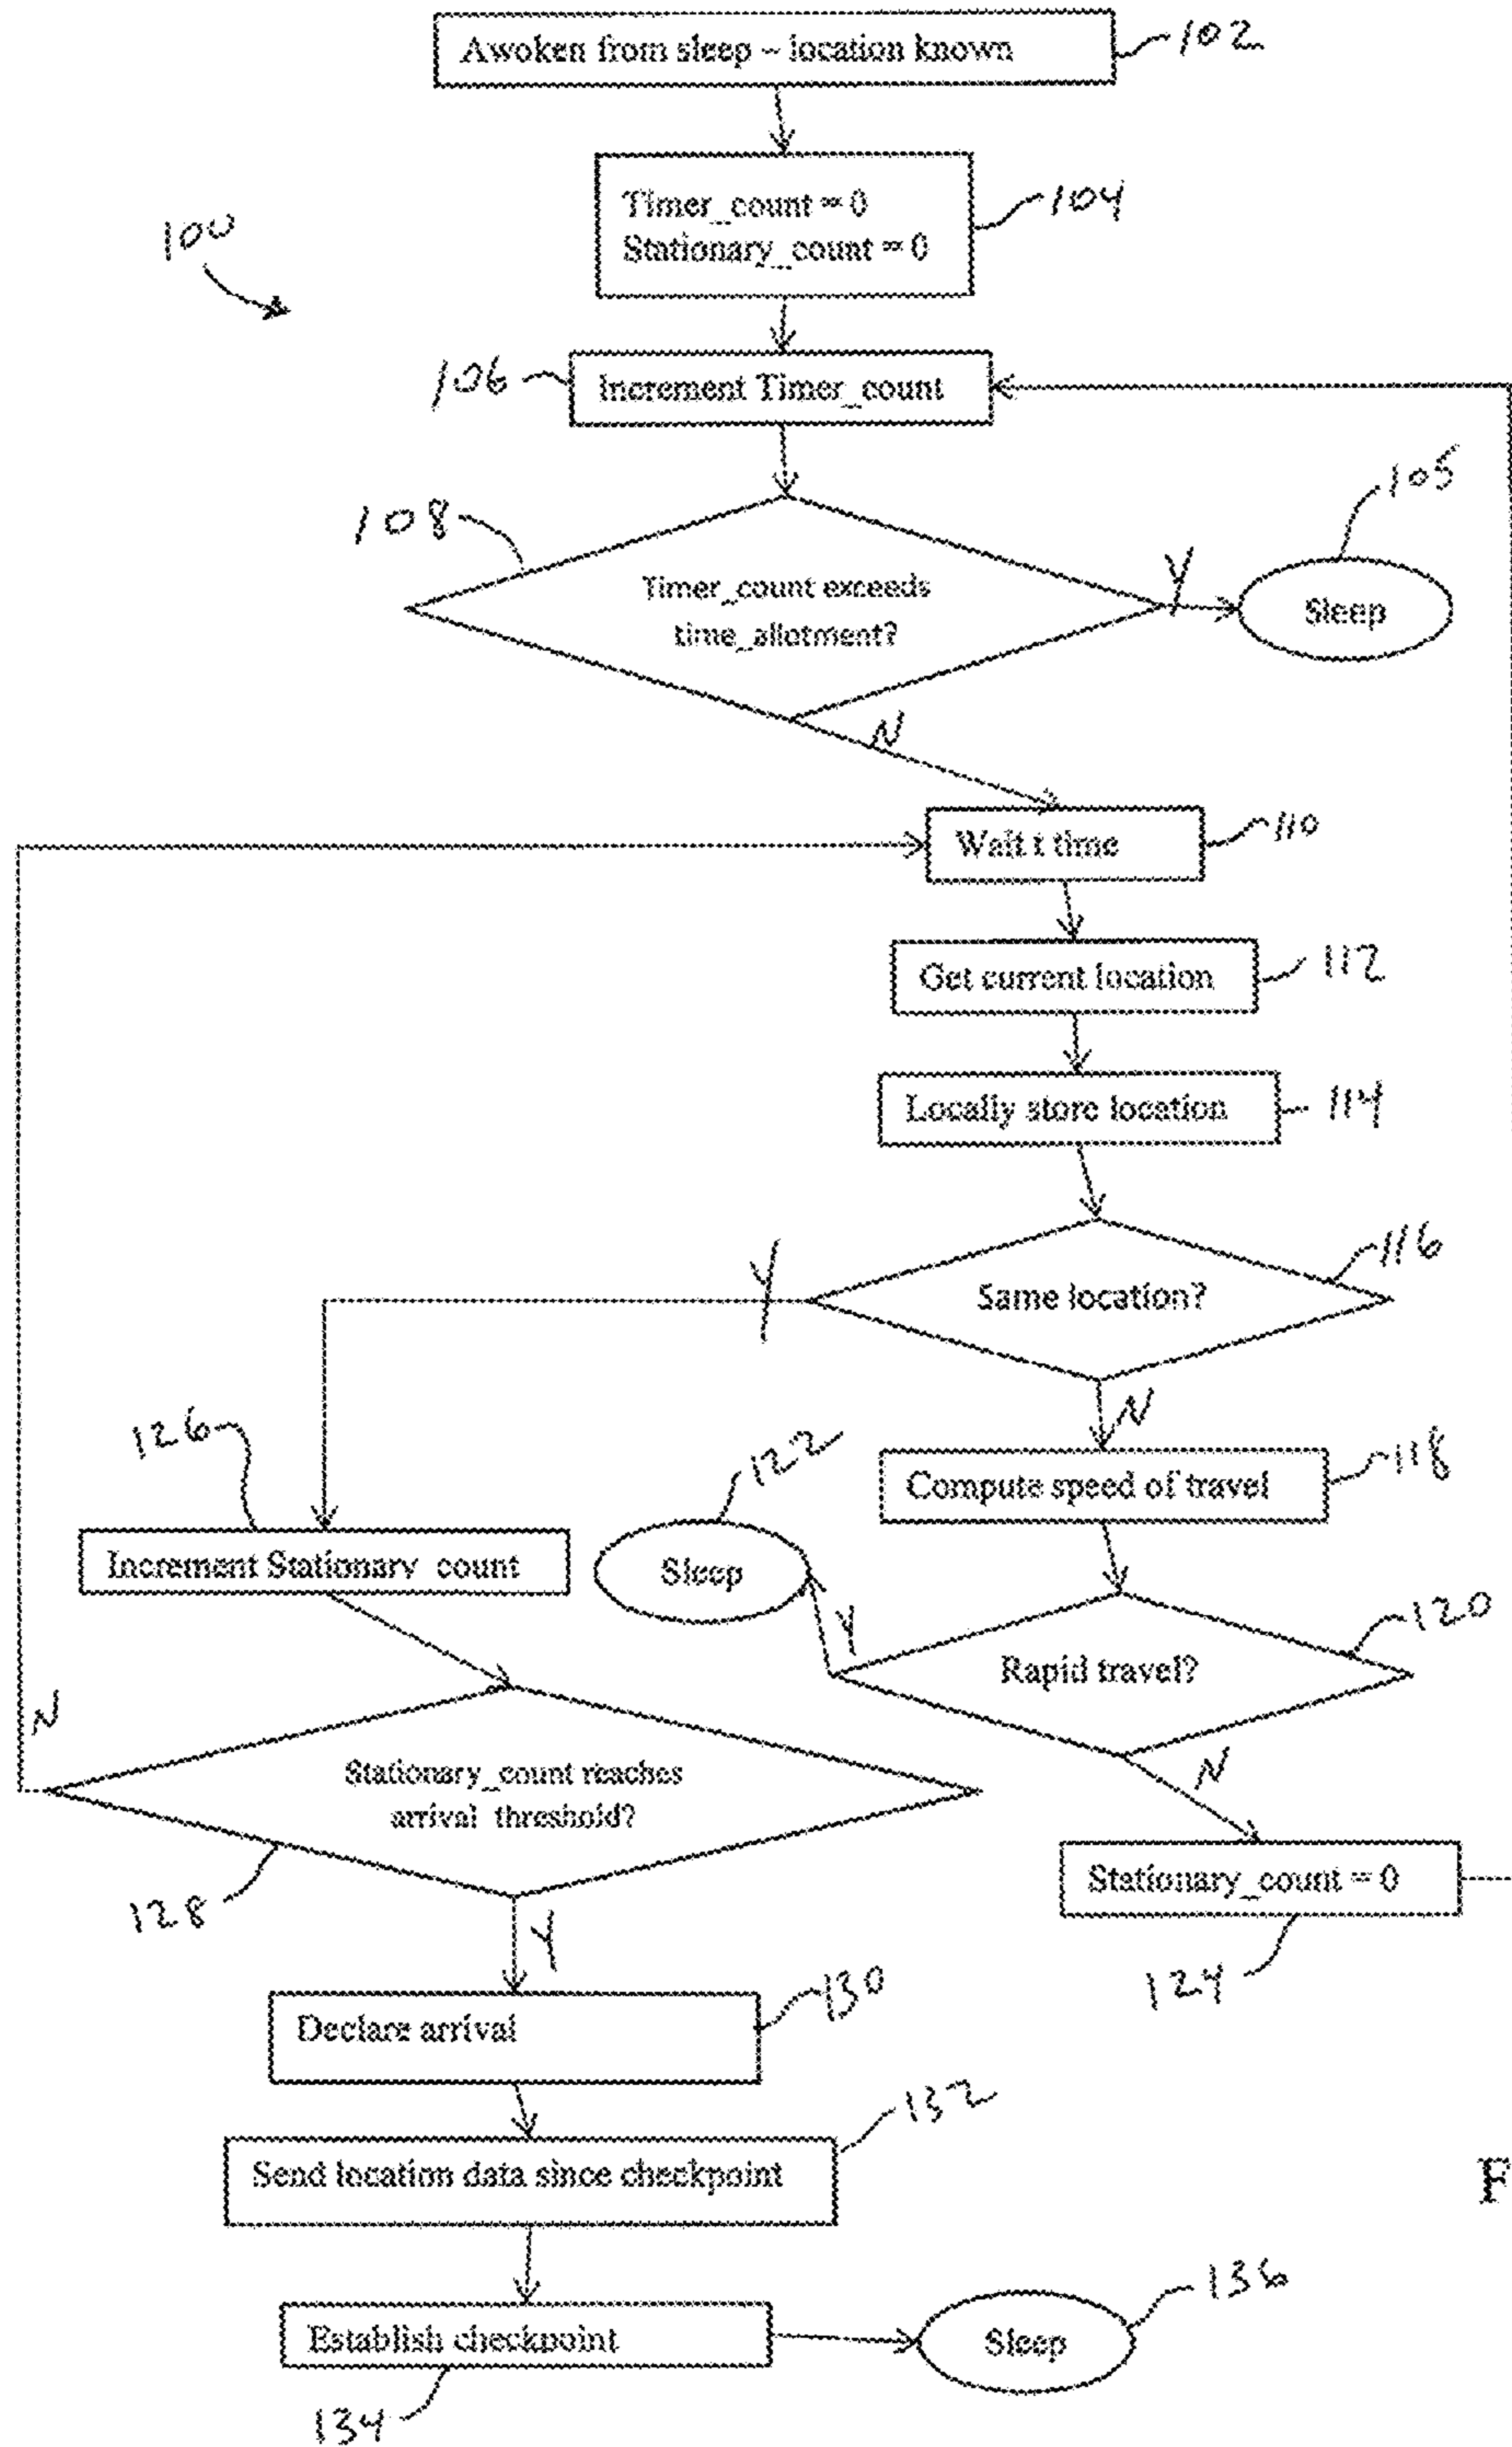 Awoken from sleep – location known
102
Timer_count = 0
Stationary_count = 0
104
100
106
Increment Timer_count
108
Timer_count exceeds
time_allotment?
Y
105
Sleep
N
Wait t time
110
Get current location
112
Locally store location
114
Same location?
116
Y
N
126
Increment Stationary count
122
Sleep
Compute speed of travel
118
Y
Rapid travel?
120
N
N
Stationary_count reaches
arrival threshold?
128
Stationary_count = 0
124
Y
Declare arrival
130
132
Send location data since checkpoint
F
Establish checkpoint
134
Sleep
136